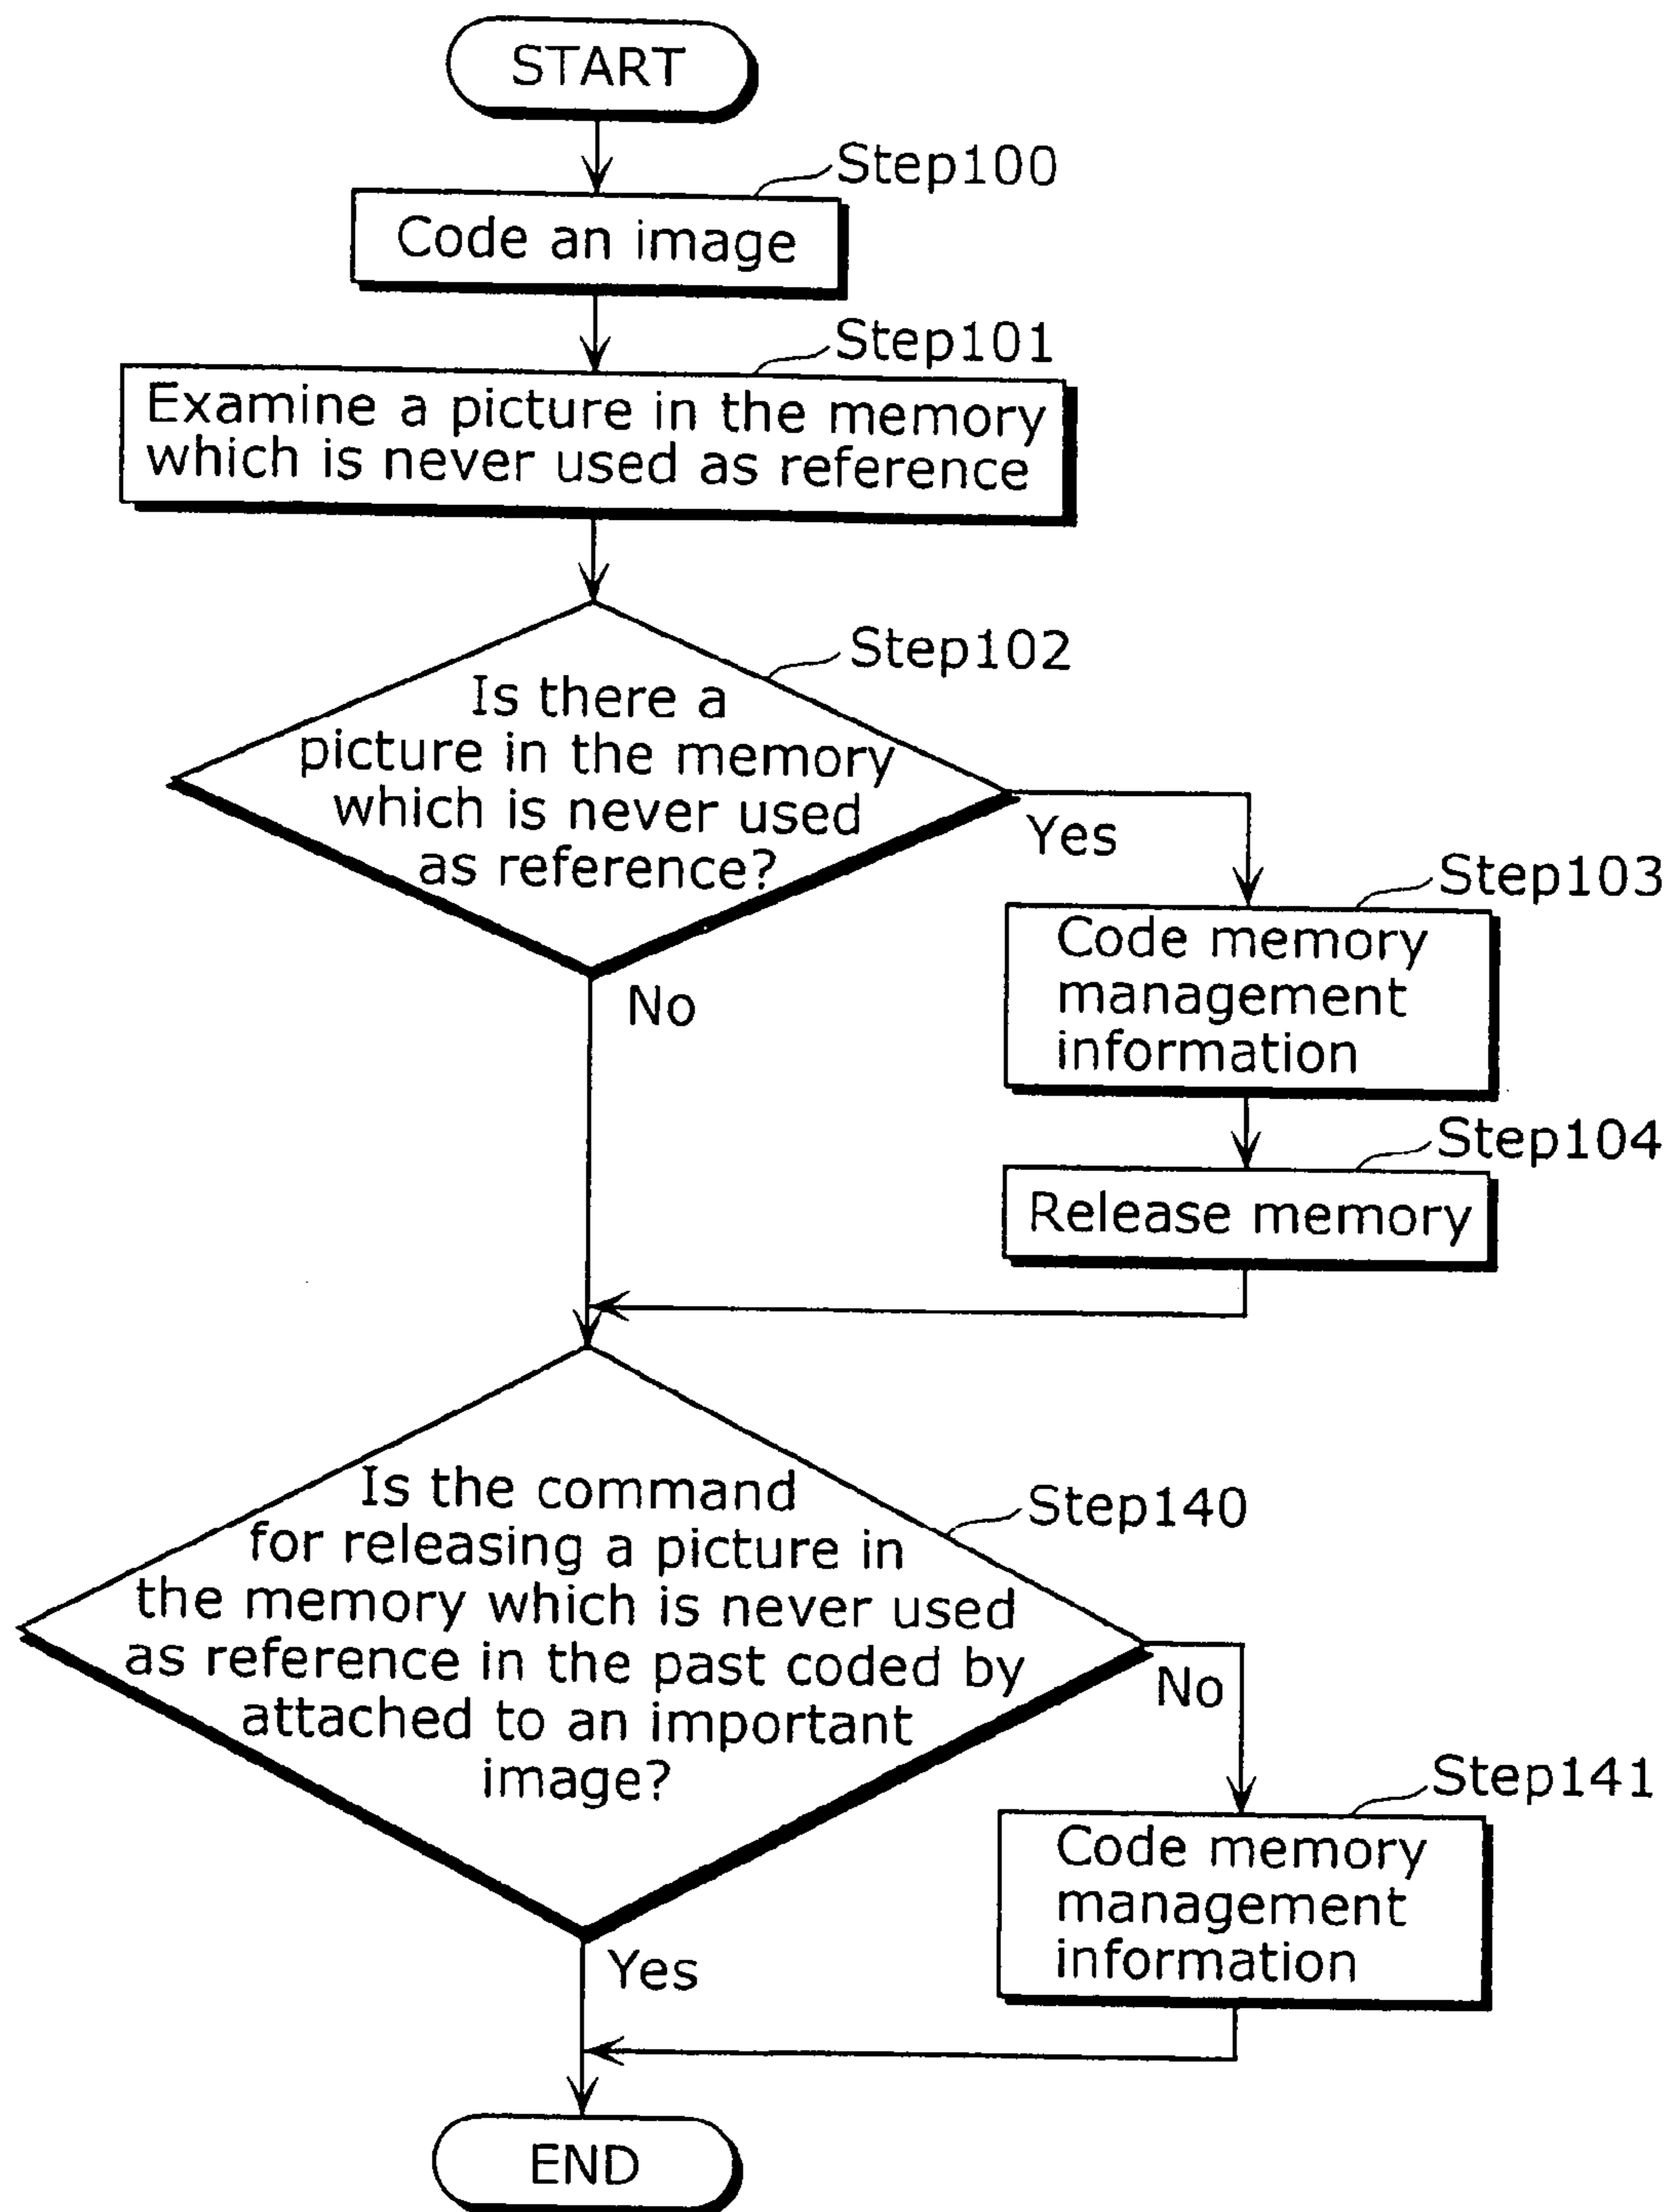 START
Step100
Code an image
Step101
Examine a picture in the memory
which is never used as reference
Step102
Is there a
picture in the memory
which is never used
as reference?
Yes
No
Step103
Code memory
management
information
Step104
Release memory
Step140
Is the command
for releasing a picture in
the memory which is never used
as reference in the past coded by
attached to an important
image?
No
Yes
Step141
Code memory
management
information
END